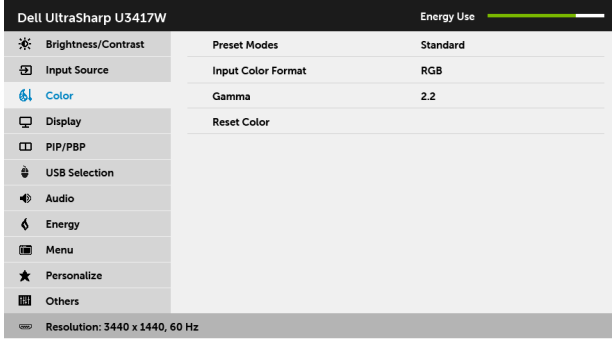 Dell UltraSharp U3417W Energy Use
Brightness/Contrast Preset Modes Standard
Input Source Input Color Format RGB
Color Gamma 2.2
Display Reset Color
PIP/PBP
USB Selection
Audio
Energy
Menu
Personalize
Others
Resolution: 3440 x 1440, 60 Hz